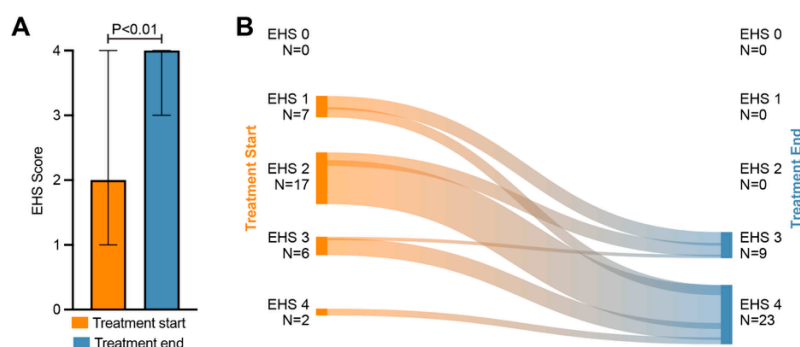 A
P<0.01
4
3
2
1
0
EHS Score
Treatment start
Treatment end
B
Treatment Start
EHS 0
N=0
EHS 1
N=7
EHS 2
N=17
EHS 3
N=6
EHS 4
N=2
EHS 0
N=0
EHS 1
N=0
EHS 2
N=0
EHS 3
N=9
EHS 4
N=23
Treatment End